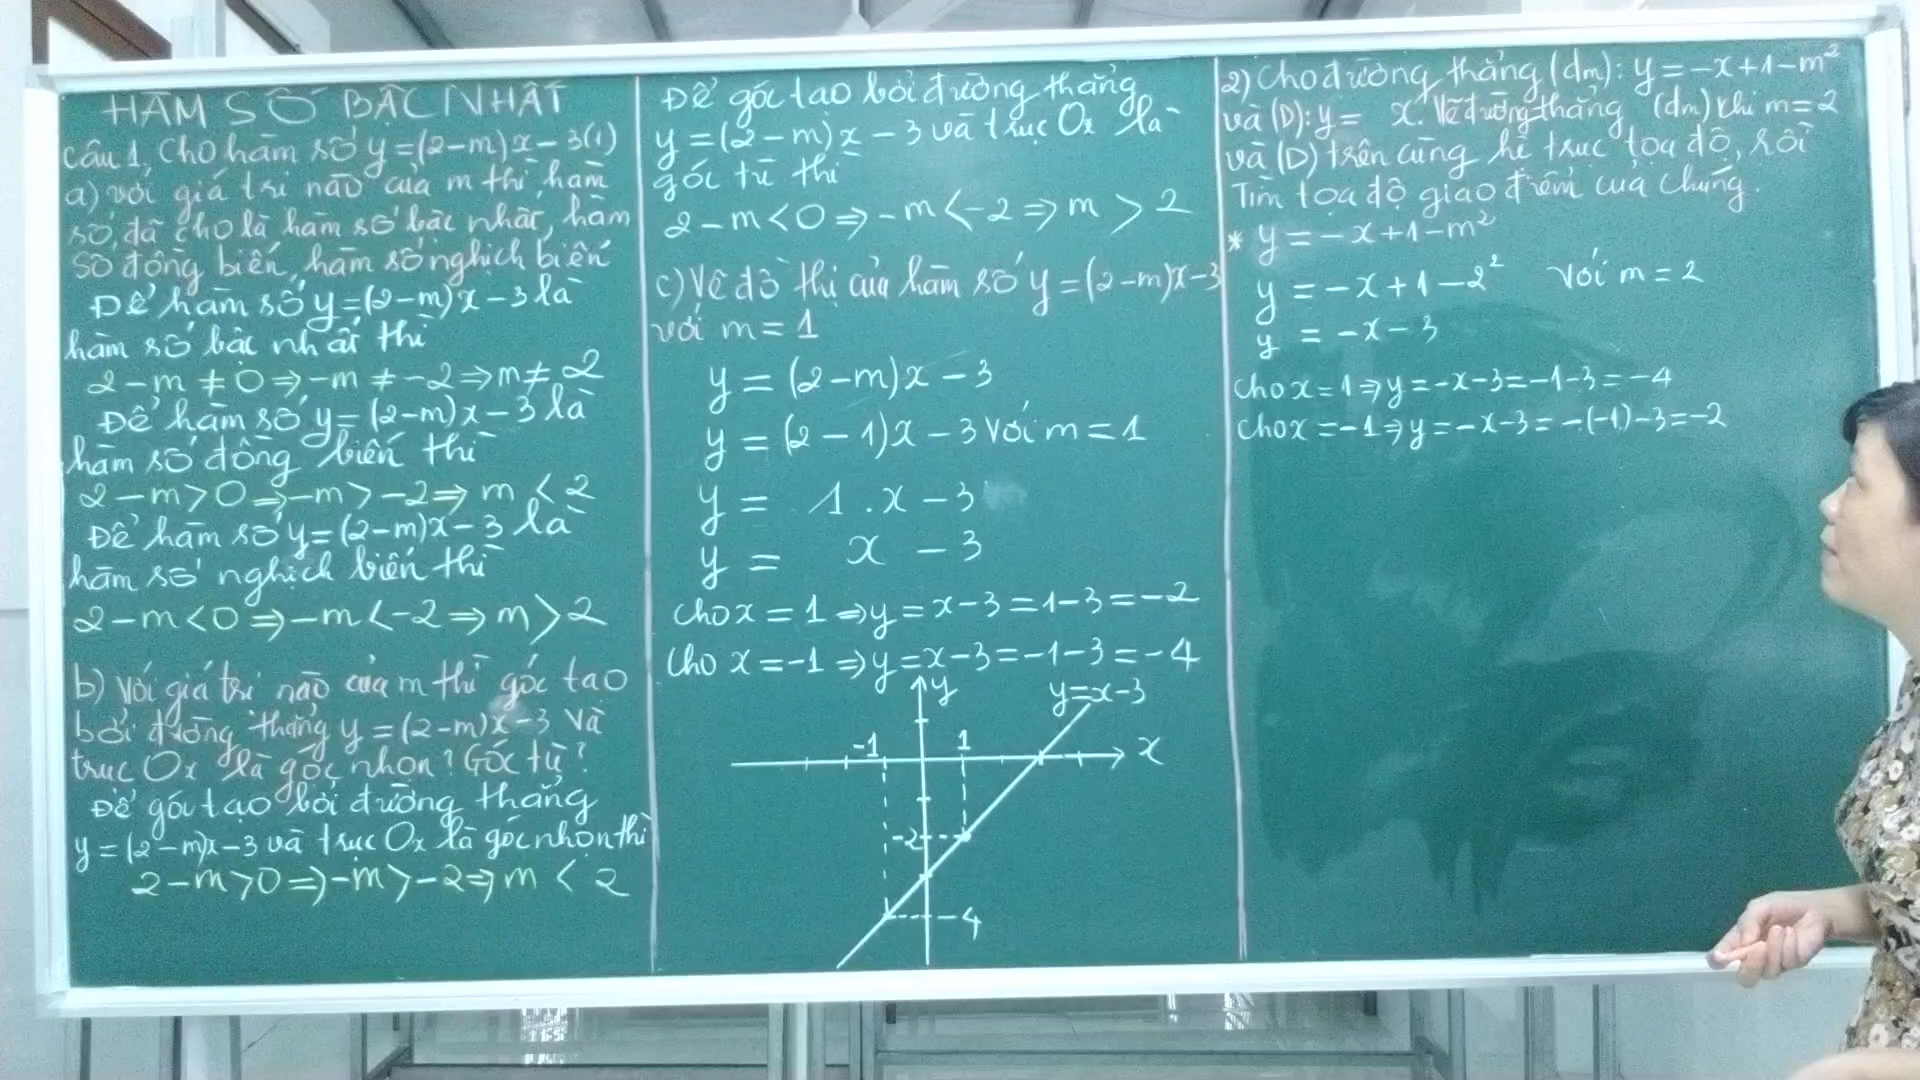 HÀM SỐ BẬC NHẤT
Câu 1. Cho hàm số y=(2-m)x-3(1)
a) với giá trị nào của m thì hàm
số đã cho là hàm số bậc nhất, hàm
số đồng biến, hàm số nghịch biến
Để hàm số y=(2-m)x-3 là
hàm số bậc nhất thì
2-m≠0⇒-m≠-2⇒m≠2
Để hàm số y=(2-m)x-3 là
hàm số đồng biến thì
2-m>0⇒-m>-2⇒m<2
Để hàm số y=(2-m)x-3 là
hàm số nghịch biến thì
2-m<0⇒-m<-2⇒m>2
b) Với giá trị nào của m thì góc tạo
bởi đường thẳng y=(2-m)x-3 và
trục Ox là góc nhọn? Góc tù?
Để góc tạo bởi đường thẳng
y=(2-m)x-3 và trục Ox là góc nhọn thì
2-m>0⇒-m>-2⇒m<2
Để góc tạo bởi đường thẳng
y=(2-m)x-3 và trục Ox là
góc tù thì
2-m<0⇒-m<-2⇒m>2
c) Vẽ đồ thị của hàm số y=(2-m)x-3
với m=1
y=(2-m)x-3
y=(2-1)x-3 Với m=1
y= 1.x-3
y= x -3
Cho x=1⇒y=x-3=1-3=-2
Cho x=-1⇒y=x-3=-1-3=-4
y
y=x-3
-1
1
x
-2
-4
2) Cho đường thẳng (dm): y=-x+1-m²
và (D): y= x. Vẽ đường thẳng (dm) khi m=2
và (D) trên cùng hệ trục tọa độ, rồi
Tìm tọa độ giao điểm của chúng.
* y=-x+1-m²
y=-x+1-2² Với m=2
y=-x-3
Cho x=1⇒y=-x-3=-1-3=-4
Cho x=-1⇒y=-x-3=-(-1)-3=-2